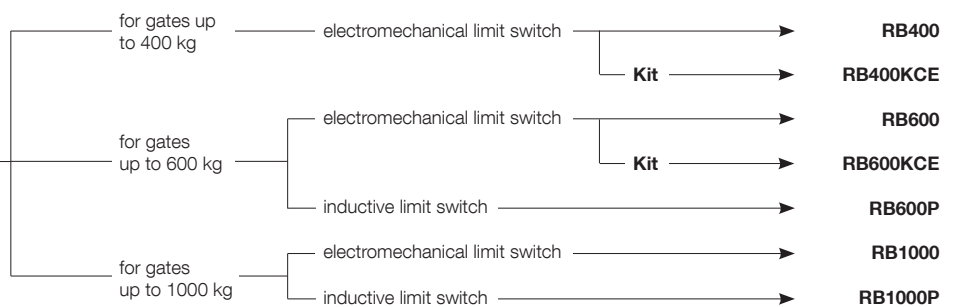 for gates up
to 400 kg
electromechanical limit switch
RB400
Kit
RB400KCE
for gates
up to 600 kg
electromechanical limit switch
RB600
Kit
RB600KCE
inductive limit switch
RB600P
for gates
up to 1000 kg
electromechanical limit switch
RB1000
inductive limit switch
RB1000P